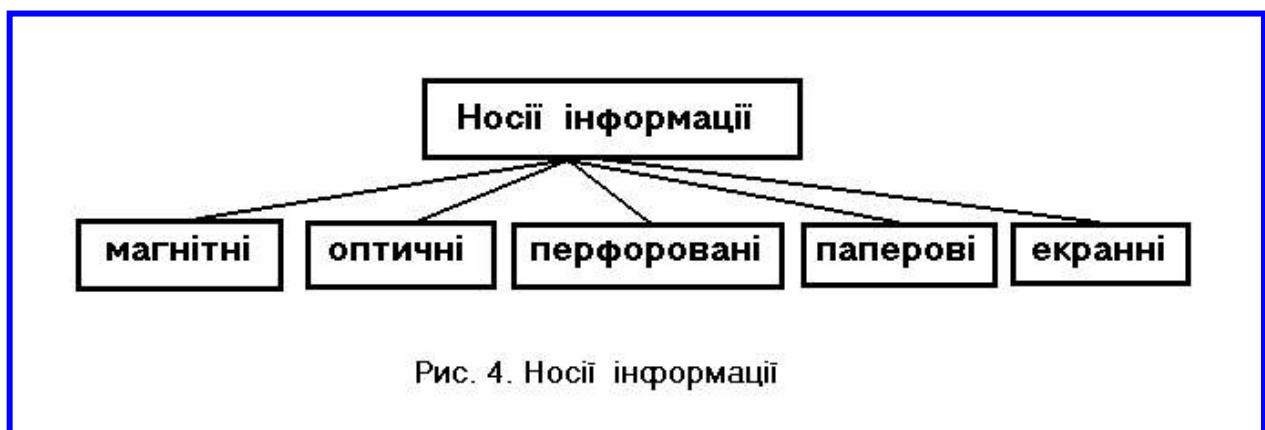 Носії інформації
магнітні оптичні перфоровані паперові екранні
Рис. 4. Носії інформації